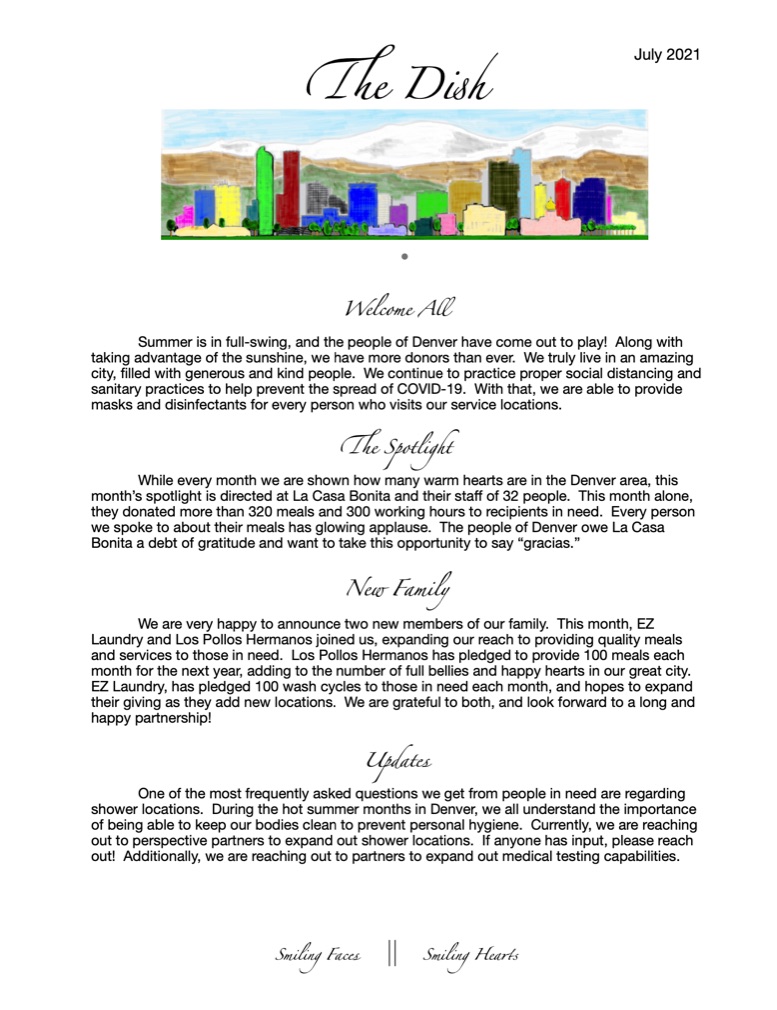 July 2021
The Dish
Welcome All
Summer is in full-swing, and the people of Denver have come out to play!  Along with
taking advantage of the sunshine, we have more donors than ever.  We truly live in an amazing
city, filled with generous and kind people.  We continue to practice proper social distancing and
sanitary practices to help prevent the spread of COVID-19.  With that, we are able to provide
masks and disinfectants for every person who visits our service locations.
The Spotlight
While every month we are shown how many warm hearts are in the Denver area, this
month’s spotlight is directed at La Casa Bonita and their staff of 32 people.  This month alone,
they donated more than 320 meals and 300 working hours to recipients in need.  Every person
we spoke to about their meals has glowing applause.  The people of Denver owe La Casa
Bonita a debt of gratitude and want to take this opportunity to say “gracias.”
New Family
We are very happy to announce two new members of our family.  This month, EZ
Laundry and Los Pollos Hermanos joined us, expanding our reach to providing quality meals
and services to those in need.  Los Pollos Hermanos has pledged to provide 100 meals each
month for the next year, adding to the number of full bellies and happy hearts in our great city.
EZ Laundry, has pledged 100 wash cycles to those in need each month, and hopes to expand
their giving as they add new locations.  We are grateful to both, and look forward to a long and
happy partnership!
Updates
One of the most frequently asked questions we get from people in need are regarding
shower locations.  During the hot summer months in Denver, we all understand the importance
of being able to keep our bodies clean to prevent personal hygiene.  Currently, we are reaching
out to perspective partners to expand out shower locations.  If anyone has input, please reach
out!  Additionally, we are reaching out to partners to expand out medical testing capabilities.
Smiling Faces || Smiling Hearts